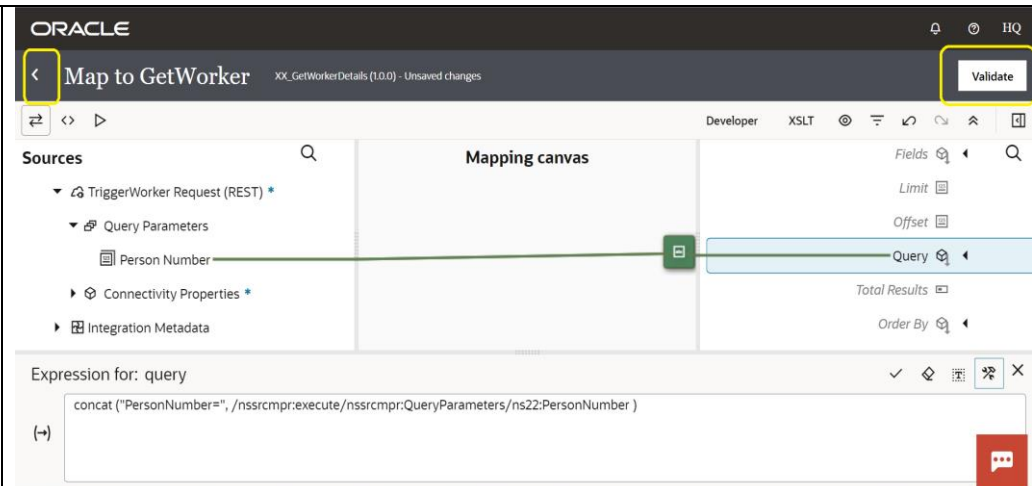 ORACLE
HQ
Map to GetWorker XX_GetWorkerDetails (1.0.0) - Unsaved changes
Validate
Developer XSLT
Sources
Mapping canvas
Fields
TriggerWorker Request (REST) *
Limit
Query Parameters
Offset
Person Number
Query
Connectivity Properties *
Total Results
Integration Metadata
Order By
Expression for: query
concat ("PersonNumber=", /nssrcmpr:execute/nssrcmpr:QueryParameters/ns22:PersonNumber )